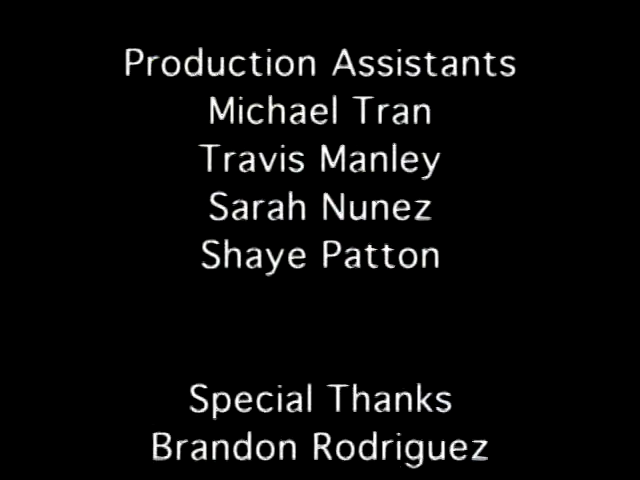 Production Assistants
Michael Tran
Travis Manley
Sarah Nunez
Shaye Patton
Special Thanks
Brandon Rodriguez